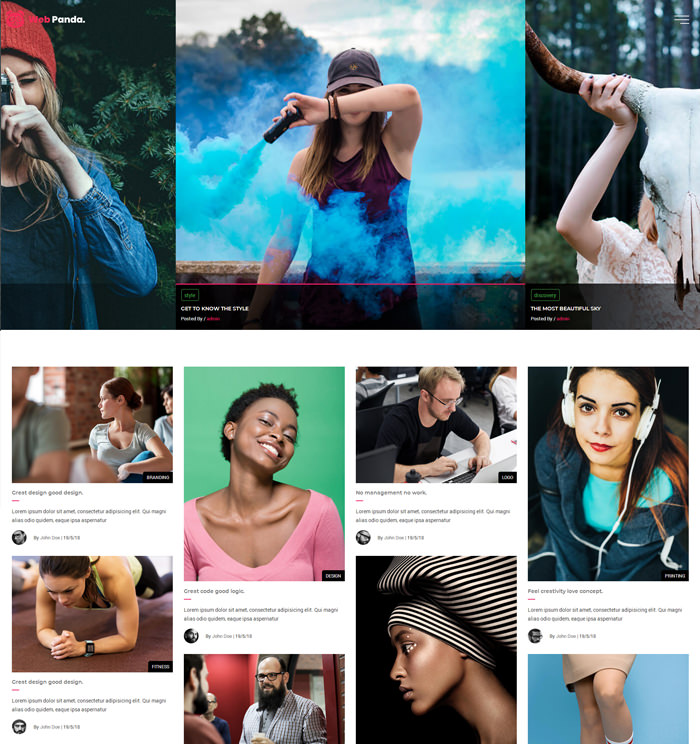 Web Panda.
style
GET TO KNOW THE STYLE
Posted By / admin
discovery
THE MOST BEAUTIFUL SKY
Posted By / admin
BRANDING
Great design good design.
Lorem ipsum dolor sit amet, consectetur adipisicing elit. Qui magni
alias odio quidem, eaque ipsa aspernatur
By John Doe | 19/5/18
FITNESS
Great design good design.
Lorem ipsum dolor sit amet, consectetur adipisicing elit. Qui magni
alias odio quidem, eaque ipsa aspernatur
By John Doe | 19/5/18
DESIGN
Great code good logic.
Lorem ipsum dolor sit amet, consectetur adipisicing elit. Qui magni
alias odio quidem, eaque ipsa aspernatur
By John Doe | 19/5/18
LOGO
No management no work.
Lorem ipsum dolor sit amet, consectetur adipisicing elit. Qui magni
alias odio quidem, eaque ipsa aspernatur
By John Doe | 19/5/18
PRINTING
Feel creativity love concept.
Lorem ipsum dolor sit amet, consectetur adipisicing elit. Qui magni
alias odio quidem, eaque ipsa aspernatur
By John Doe | 19/5/18